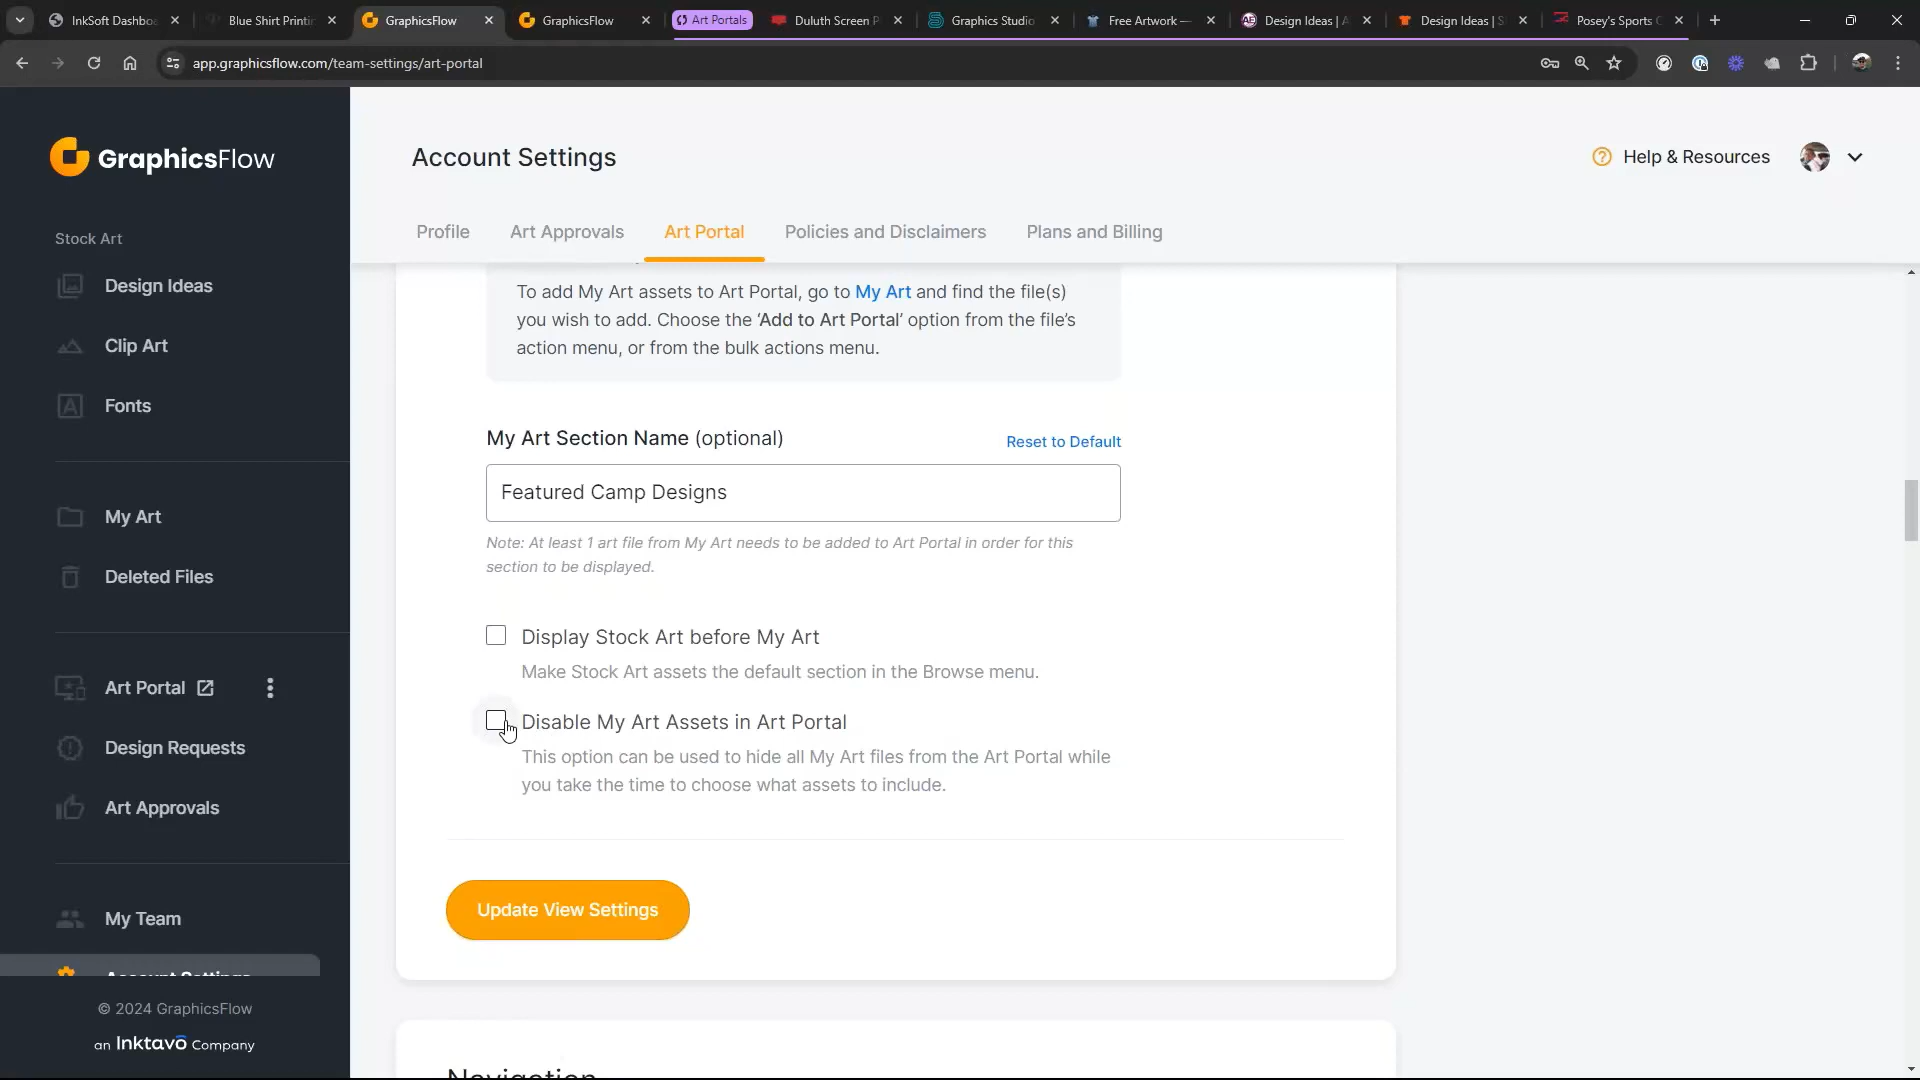 InkSoft Dashbo
Blue Shirt Printin
GraphicsFlow
GraphicsFlow
Art Portals
Duluth Screen P
Graphics Studio
Free Artwork —
Design Ideas | A
Design Ideas | S
Posey's Sports C
app.graphicsflow.com/team-settings/art-portal
GraphicsFlow
Stock Art
Design Ideas
Clip Art
Fonts
My Art
Deleted Files
Art Portal
Design Requests
Art Approvals
My Team
Account Settings
© 2024 GraphicsFlow
an Inktavo Company
Account Settings
Help & Resources
Profile
Art Approvals
Art Portal
Policies and Disclaimers
Plans and Billing
To add My Art assets to Art Portal, go to My Art and find the file(s)
you wish to add. Choose the ‘Add to Art Portal’ option from the file’s
action menu, or from the bulk actions menu.
My Art Section Name (optional)
Reset to Default
Featured Camp Designs
Note: At least 1 art file from My Art needs to be added to Art Portal in order for this
section to be displayed.
Display Stock Art before My Art
Make Stock Art assets the default section in the Browse menu.
Disable My Art Assets in Art Portal
This option can be used to hide all My Art files from the Art Portal while
you take the time to choose what assets to include.
Update View Settings
Navigation